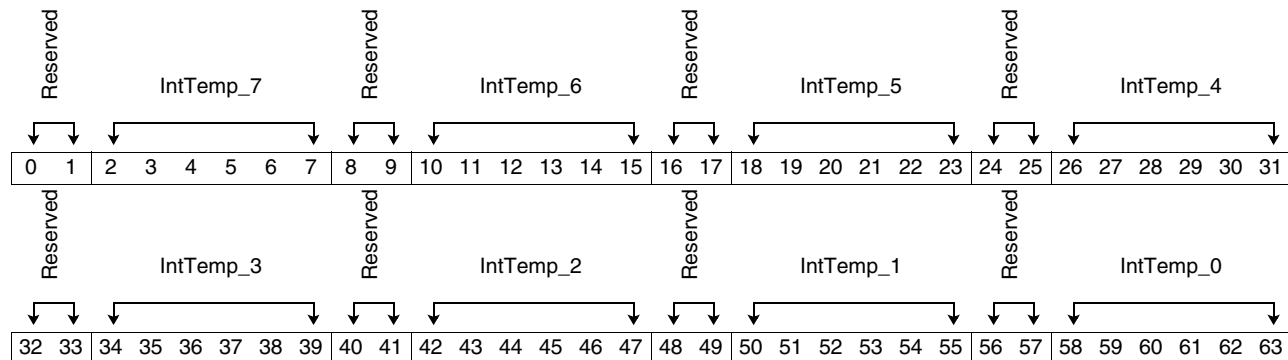 Reserved IntTemp_7 Reserved IntTemp_6 Reserved IntTemp_5 Reserved IntTemp_4
0 1 2 3 4 5 6 7 8 9 10 11 12 13 14 15 16 17 18 19 20 21 22 23 24 25 26 27 28 29 30 31
Reserved IntTemp_3 Reserved IntTemp_2 Reserved IntTemp_1 Reserved IntTemp_0
32 33 34 35 36 37 38 39 40 41 42 43 44 45 46 47 48 49 50 51 52 53 54 55 56 57 58 59 60 61 62 63